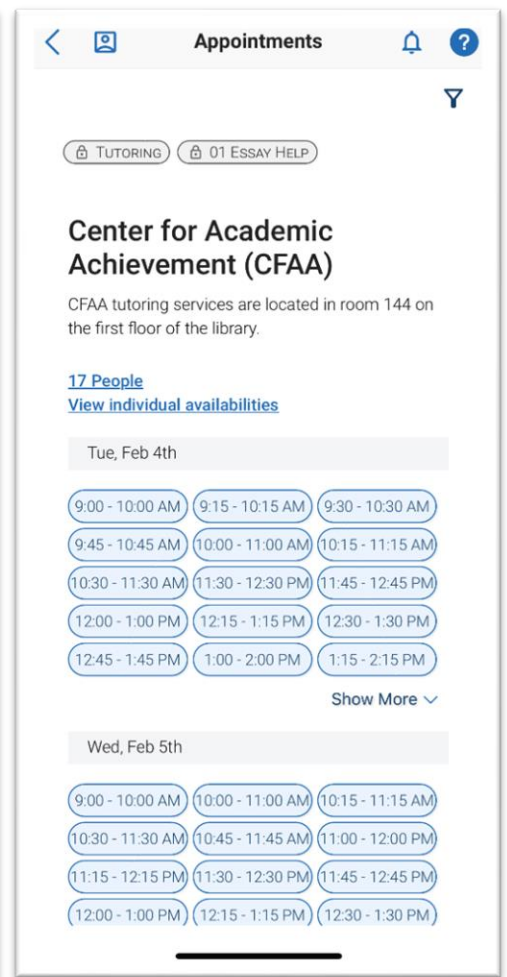 Appointments ?
TUTORING 01 ESSAY HELP
Center for Academic
Achievement (CFAA)
CFAA tutoring services are located in room 144 on
the first floor of the library.
17 People
View individual availabilities
Tue, Feb 4th
9:00 - 10:00 AM 9:15 - 10:15 AM 9:30 - 10:30 AM
9:45 - 10:45 AM 10:00 - 11:00 AM 10:15 - 11:15 AM
10:30 - 11:30 AM 11:30 - 12:30 PM 11:45 - 12:45 PM
12:00 - 1:00 PM 12:15 - 1:15 PM 12:30 - 1:30 PM
12:45 - 1:45 PM 1:00 - 2:00 PM 1:15 - 2:15 PM
Show More
Wed, Feb 5th
9:00 - 10:00 AM 10:00 - 11:00 AM 10:15 - 11:15 AM
10:30 - 11:30 AM 10:45 - 11:45 AM 11:00 - 12:00 PM
11:15 - 12:15 PM 11:30 - 12:30 PM 11:45 - 12:45 PM
12:00 - 1:00 PM 12:15 - 1:15 PM 12:30 - 1:30 PM